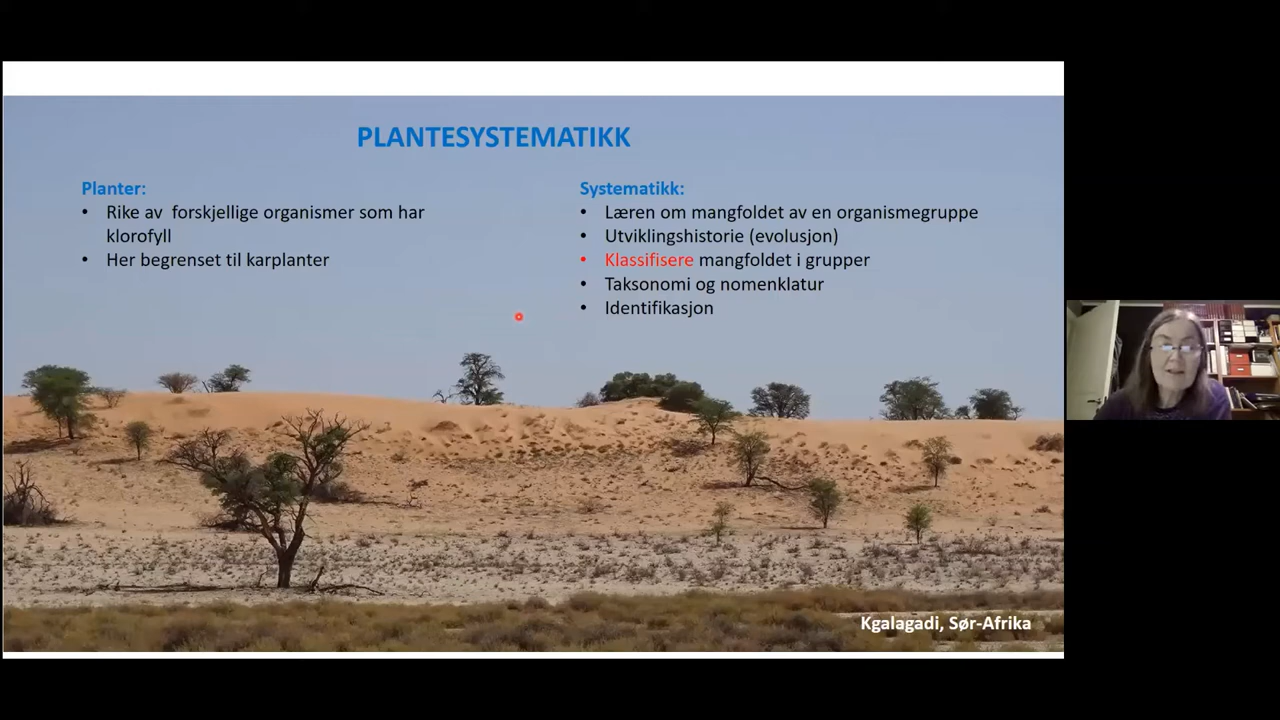 PLANTESYSTEMATIKK
Planter:
• Rike av forskjellige organismer som har
klorofyll
• Her begrenset til karplanter
Systematikk:
• Læren om mangfoldet av en organismegruppe
• Utviklingshistorie (evolusjon)
• Klassifisere mangfoldet i grupper
• Taksonomi og nomenklatur
• Identifikasjon
Kgalagadi, Sør-Afrika